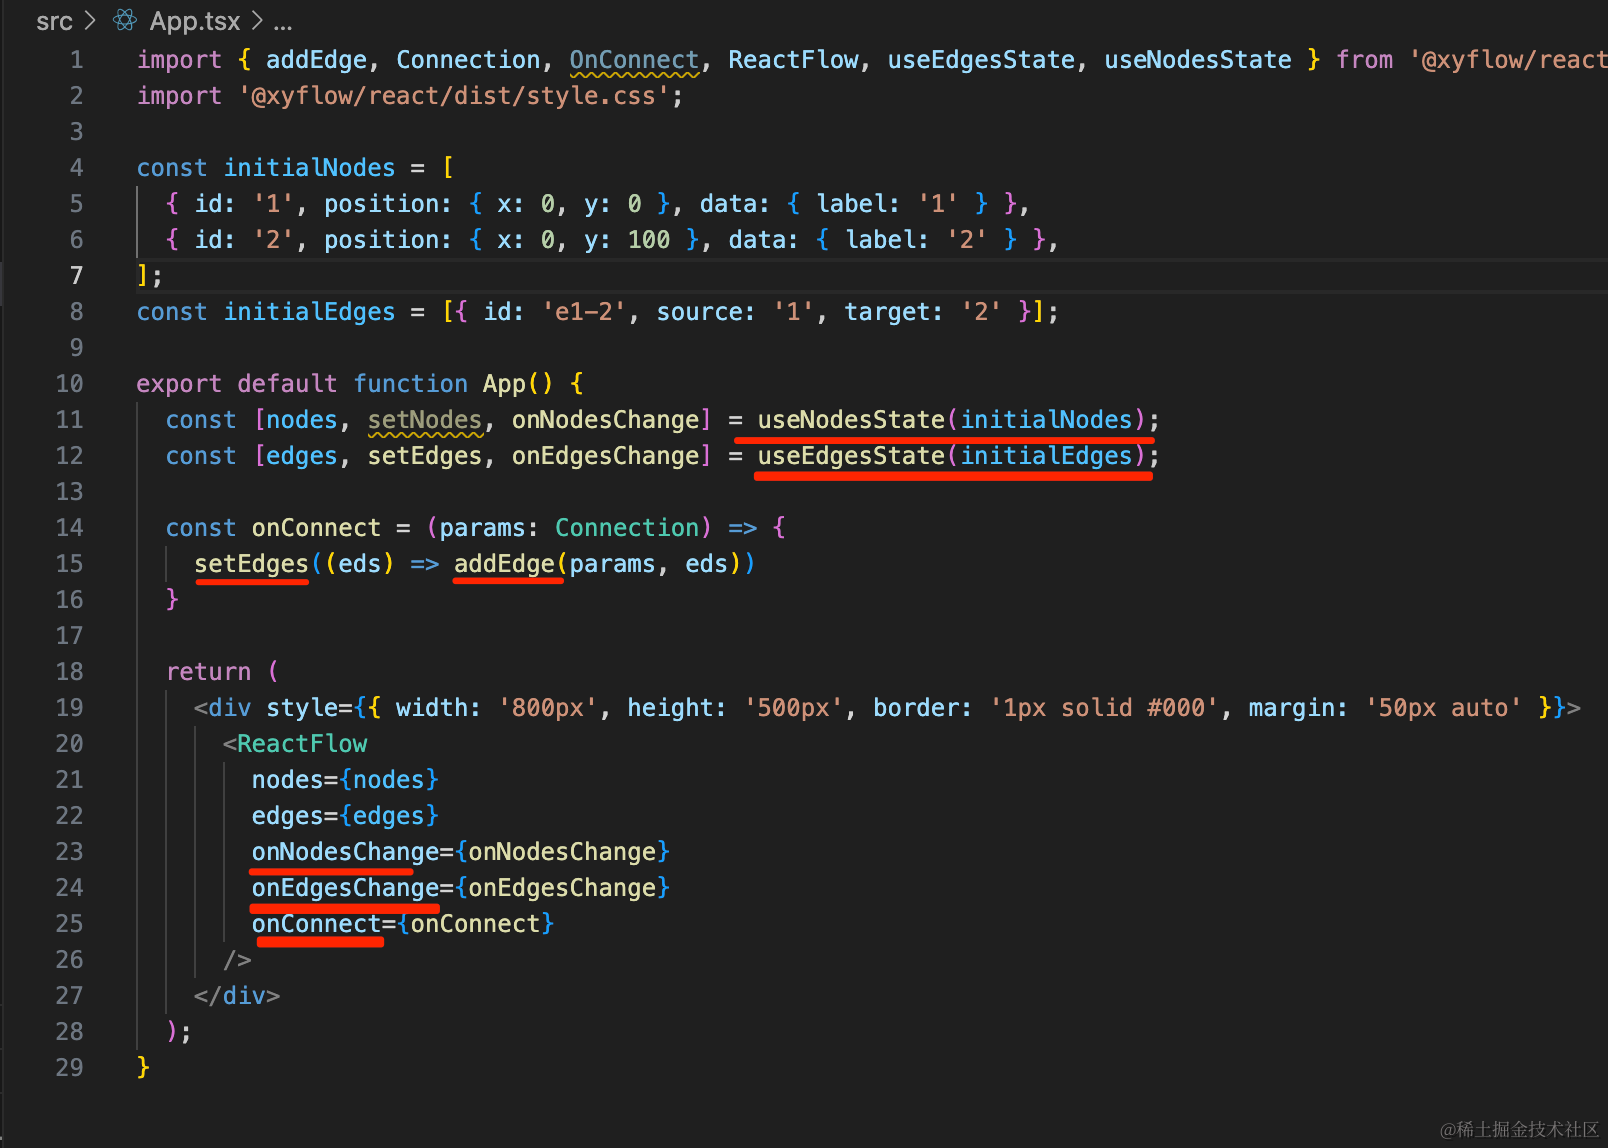 src > App.tsx > ...
1 import { addEdge, Connection, OnConnect, ReactFlow, useEdgesState, useNodesState } from '@xyflow/react
2 import '@xyflow/react/dist/style.css';
3
4 const initialNodes = [
5   { id: '1', position: { x: 0, y: 0 }, data: { label: '1' } },
6   { id: '2', position: { x: 0, y: 100 }, data: { label: '2' } },
7 ];
8 const initialEdges = [{ id: 'e1-2', source: '1', target: '2' }];
9
10 export default function App() {
11   const [nodes, setNodes, onNodesChange] = useNodesState(initialNodes);
12   const [edges, setEdges, onEdgesChange] = useEdgesState(initialEdges);
13
14   const onConnect = (params: Connection) => {
15     setEdges((eds) => addEdge(params, eds))
16   }
17
18   return (
19     <div style={{ width: '800px', height: '500px', border: '1px solid #000', margin: '50px auto' }}>
20       <ReactFlow
21         nodes={nodes}
22         edges={edges}
23         onNodesChange={onNodesChange}
24         onEdgesChange={onEdgesChange}
25         onConnect={onConnect}
26       />
27     </div>
28   );
29 }
@稀土掘金技术社区